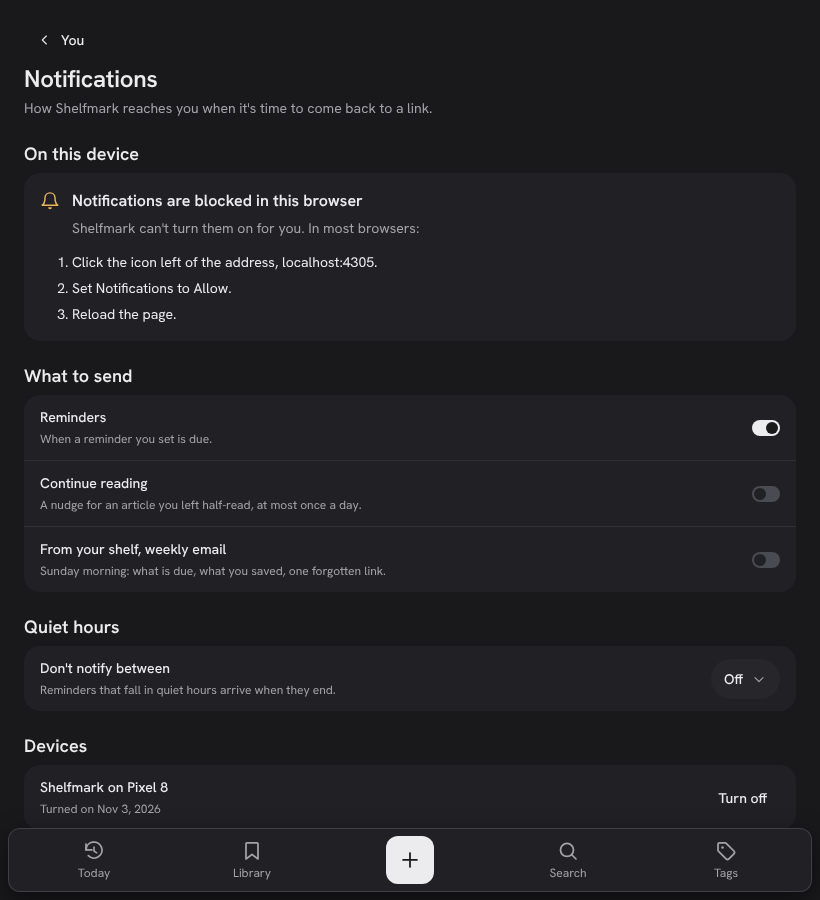 You
Notifications
How Shelfmark reaches you when it's time to come back to a link.
On this device
Notifications are blocked in this browser
Shelfmark can't turn them on for you. In most browsers:
1. Click the icon left of the address, localhost:4305.
2. Set Notifications to Allow.
3. Reload the page.
What to send
Reminders
When a reminder you set is due.
Continue reading
A nudge for an article you left half-read, at most once a day.
From your shelf, weekly email
Sunday morning: what is due, what you saved, one forgotten link.
Quiet hours
Don't notify between
Off
Reminders that fall in quiet hours arrive when they end.
Devices
Shelfmark on Pixel 8
Turn off
Turned on Nov 3, 2026
Today
Library
Search
Tags